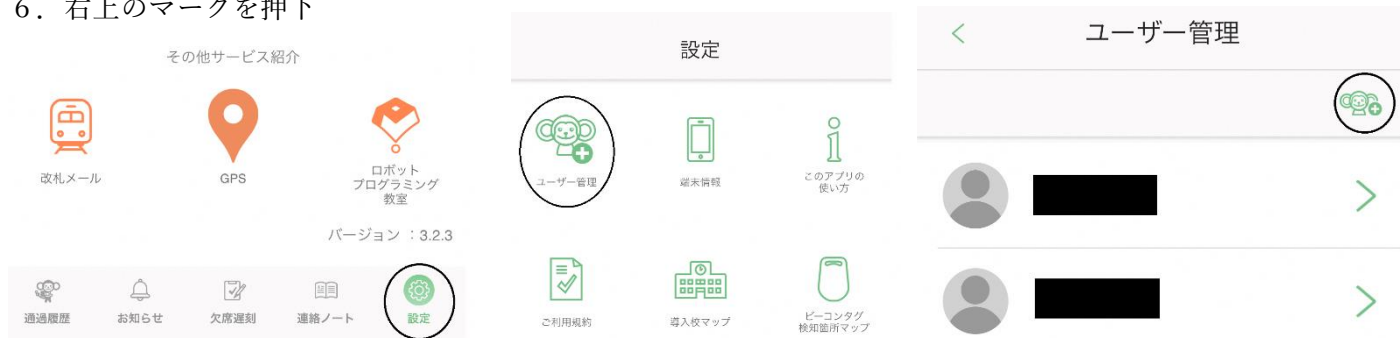 6．右上のマークを押下
その他サービス紹介
改札メール
GPS
ロボット
プログラミング
教室
バージョン ：3.2.3
通過履歴
お知らせ
欠席遅刻
連絡ノート
設定
設定
ユーザー管理
端末情報
このアプリの
使い方
ご利用規約
導入校マップ
ビーコンタグ
検知箇所マップ
ユーザー管理